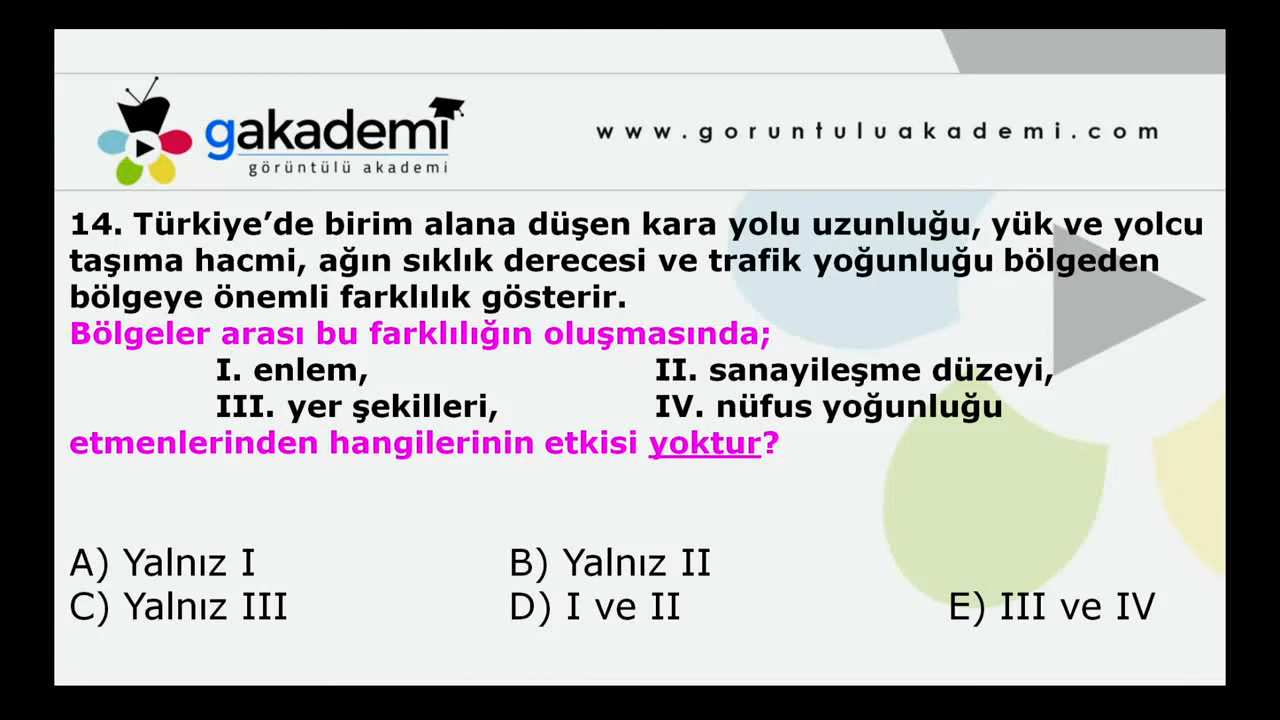 gakademi
görüntülü akademi
www.goruntuluakademi.com
14. Türkiye’de birim alana düşen kara yolu uzunluğu, yük ve yolcu
taşıma hacmi, ağın sıklık derecesi ve trafik yoğunluğu bölgeden
bölgeye önemli farklılık gösterir.
Bölgeler arası bu farklılığın oluşmasında;
I. enlem, II. sanayileşme düzeyi,
III. yer şekilleri, IV. nüfus yoğunluğu
etmenlerinden hangilerinin etkisi yoktur?
A) Yalnız I B) Yalnız II
C) Yalnız III D) I ve II E) III ve IV